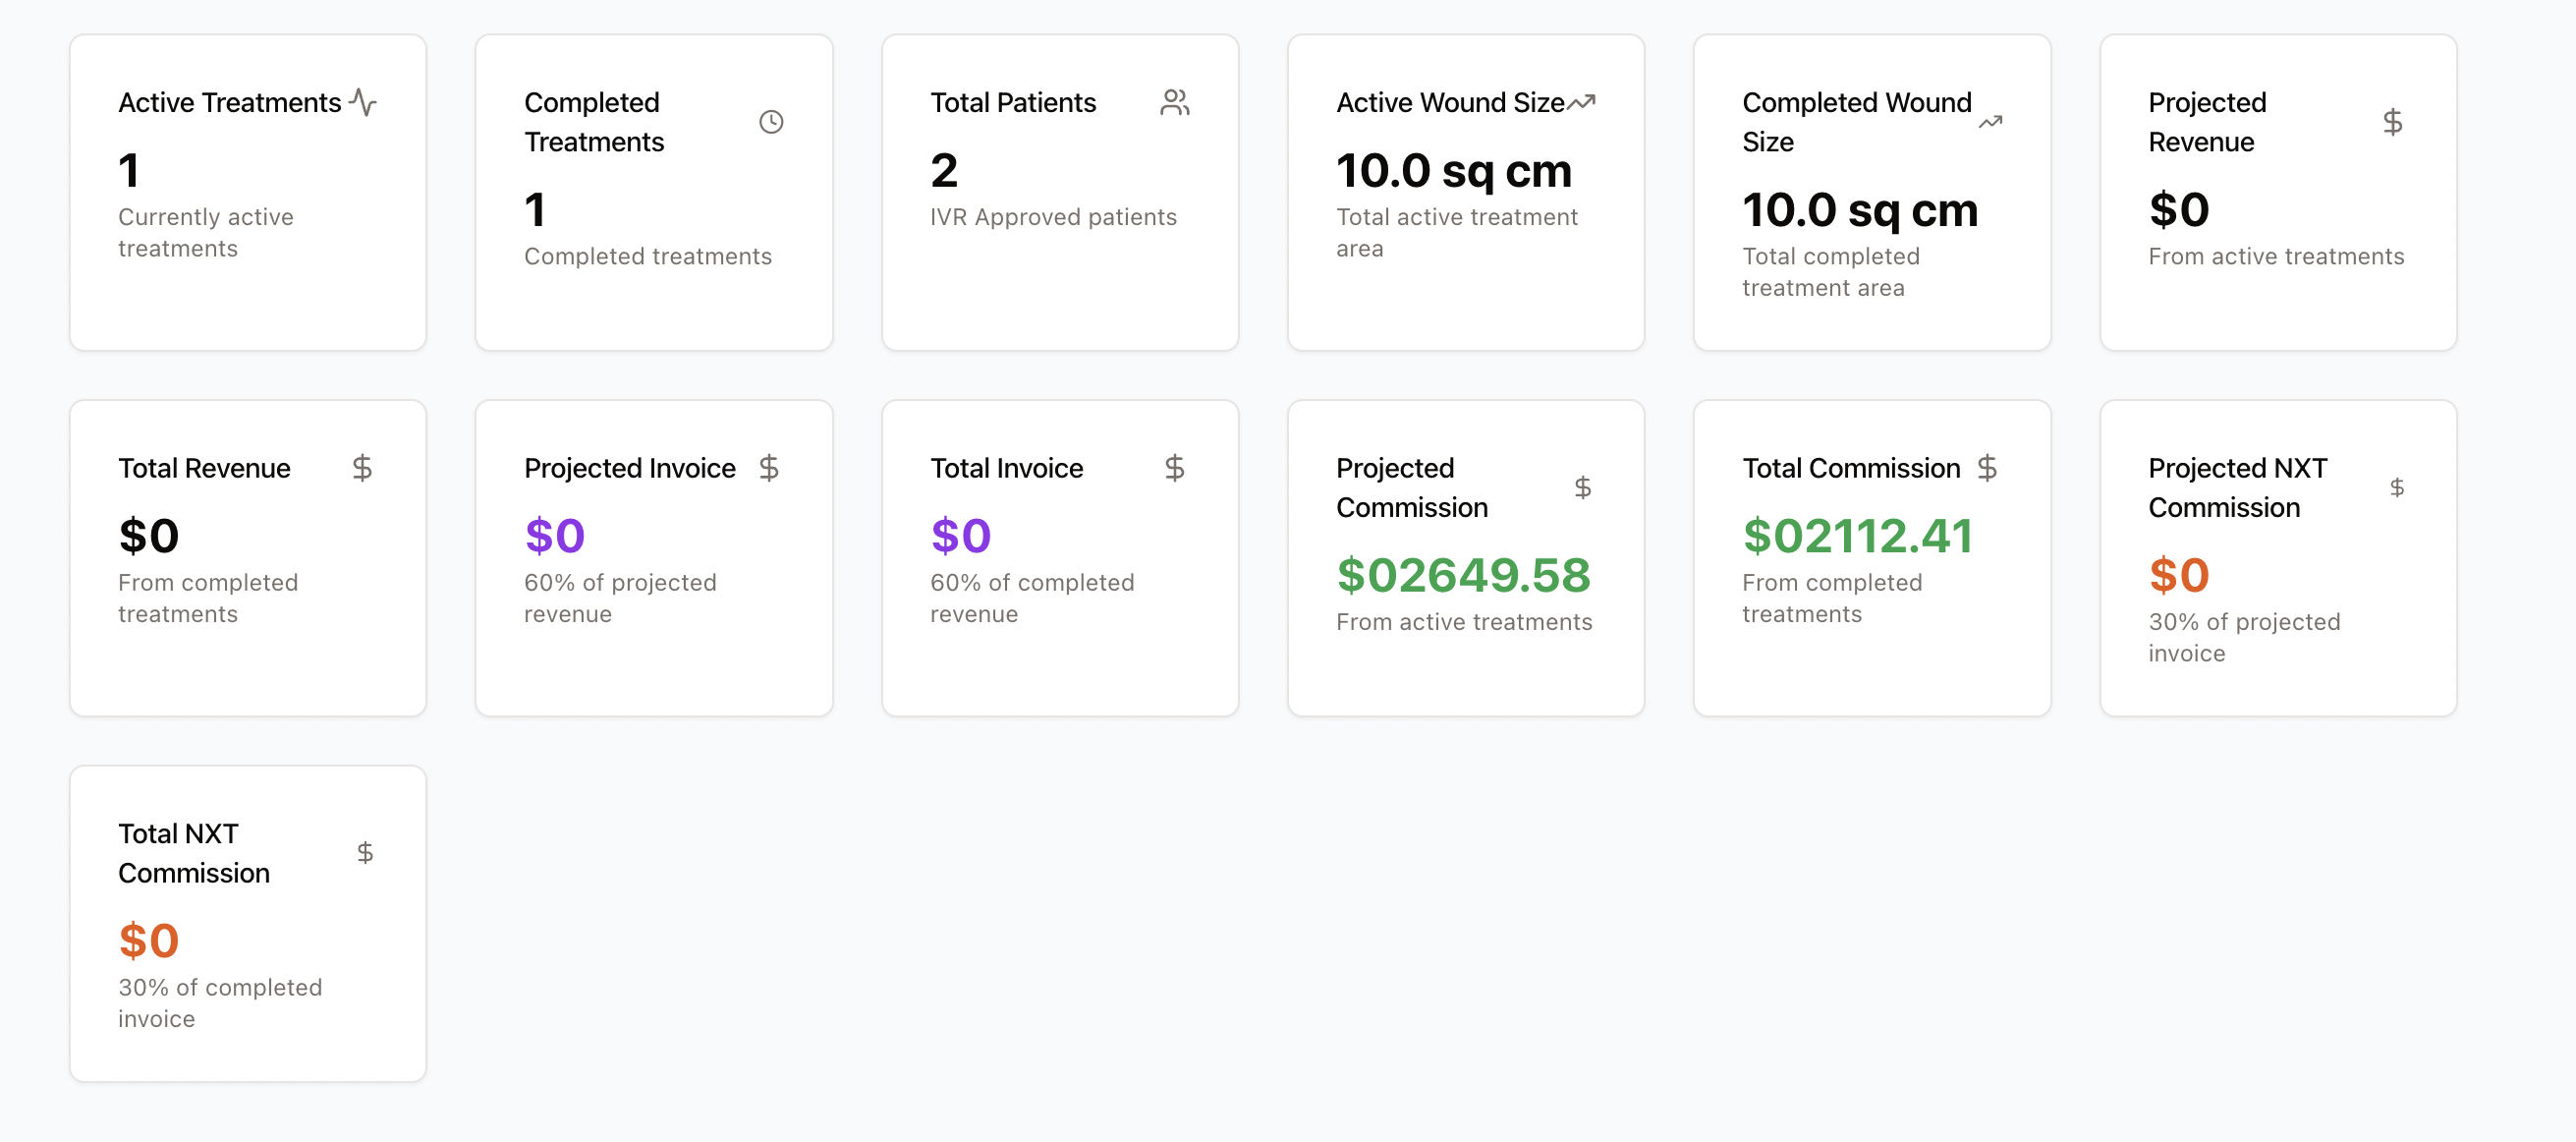 Active Treatments
1
Currently active
treatments
Completed
Treatments
1
Completed treatments
Total Patients
2
IVR Approved patients
Active Wound Size
10.0 sq cm
Total active treatment
area
Completed Wound
Size
10.0 sq cm
Total completed
treatment area
Projected
Revenue
$0
From active treatments
Total Revenue
$0
From completed
treatments
Projected Invoice
$0
60% of projected
revenue
Total Invoice
$0
60% of completed
revenue
Projected
Commission
$02649.58
From active treatments
Total Commission
$02112.41
From completed
treatments
Projected NXT
Commission
$0
30% of projected
invoice
Total NXT
Commission
$0
30% of completed
invoice